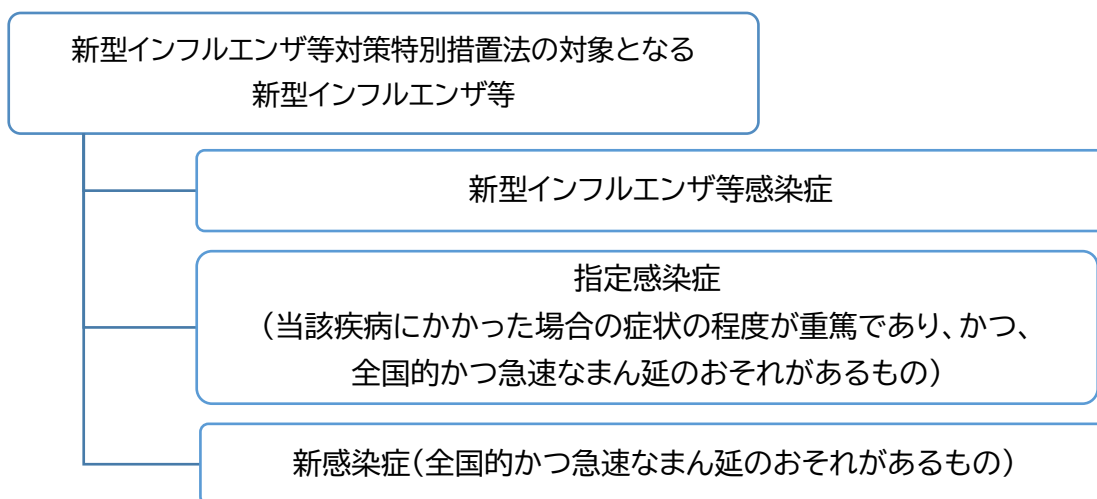 新型インフルエンザ等対策特別措置法の対象となる
新型インフルエンザ等
新型インフルエンザ等感染症
指定感染症
（当該疾病にかかった場合の症状の程度が重篤であり、かつ、
全国的かつ急速なまん延のおそれがあるもの）
新感染症（全国的かつ急速なまん延のおそれがあるもの）